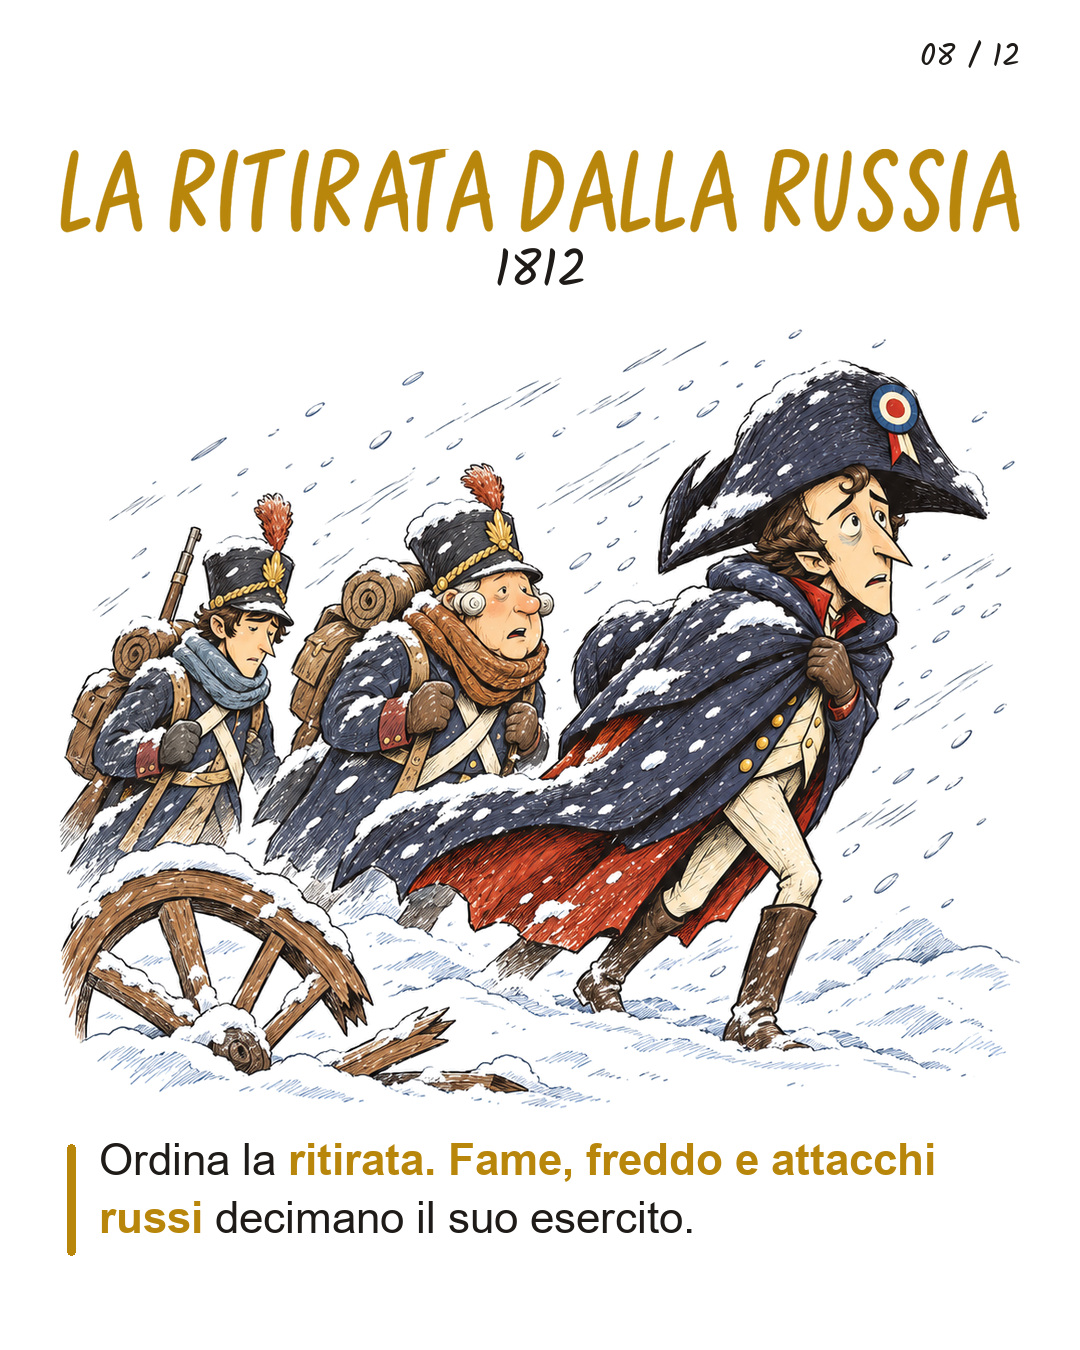 08 / 12
LA RITIRATA DALLA RUSSIA
1812
Ordina la ritirata. Fame, freddo e attacchi
russi decimano il suo esercito.